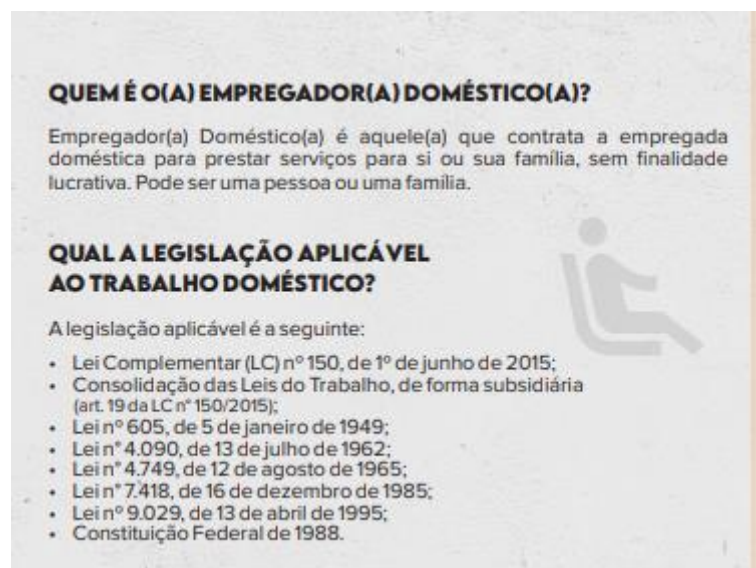 QUEM É O(A) EMPREGADOR(A) DOMÉSTICO(A)?
Empregador(a) Doméstico(a) é aquele(a) que contrata a empregada
doméstica para prestar serviços para si ou sua família, sem finalidade
lucrativa. Pode ser uma pessoa ou uma família.
QUAL A LEGISLAÇÃO APLICÁVEL
AO TRABALHO DOMÉSTICO?
A legislação aplicável é a seguinte:
• Lei Complementar (LC) nº 150, de 1º de junho de 2015;
• Consolidação das Leis do Trabalho, de forma subsidiária
(art. 19 da LC n° 150/2015);
• Lei nº 605, de 5 de janeiro de 1949;
• Lei n° 4.090, de 13 de julho de 1962;
• Lei n° 4.749, de 12 de agosto de 1965;
• Lei n° 7.418, de 16 de dezembro de 1985;
• Lei nº 9.029, de 13 de abril de 1995;
• Constituição Federal de 1988.